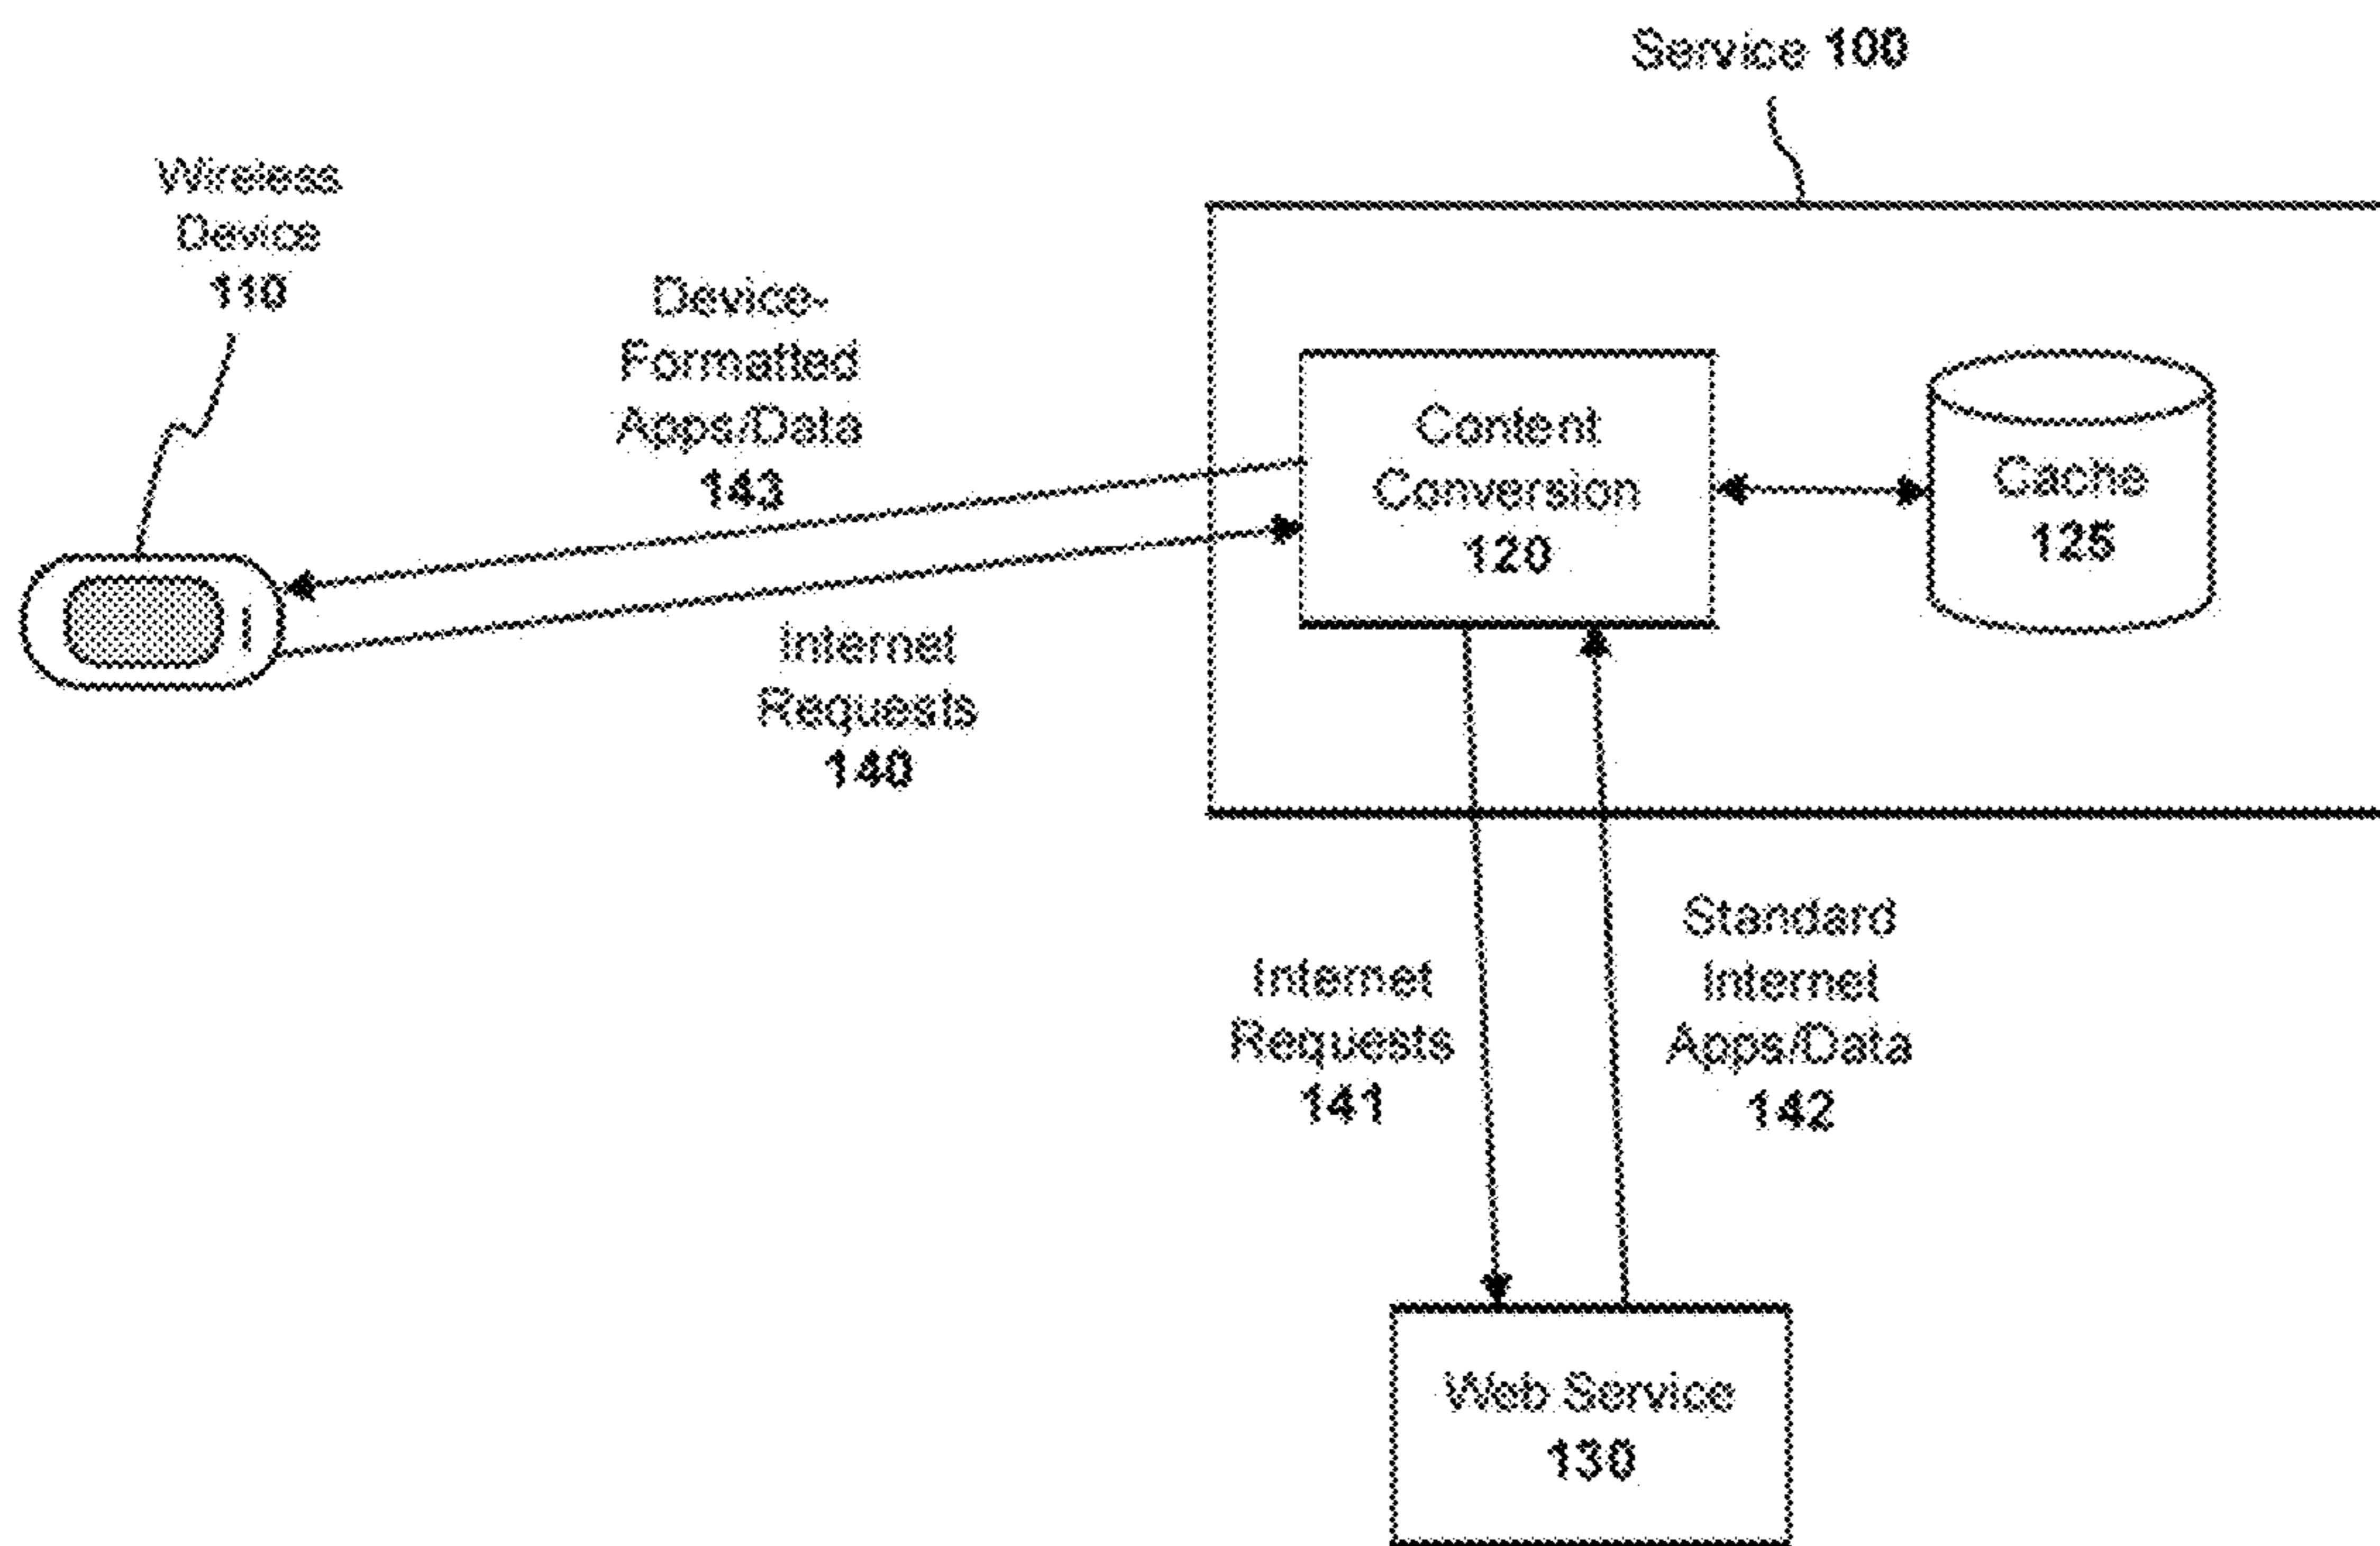 Service 100
Wireless
Device
110
Device-
Formatted
Apps/Data
143
Content
Conversion
120
Cache
125
Internet
Requests
140
Internet
Requests
141
Standard
Internet
Apps/Data
142
Web Service
130